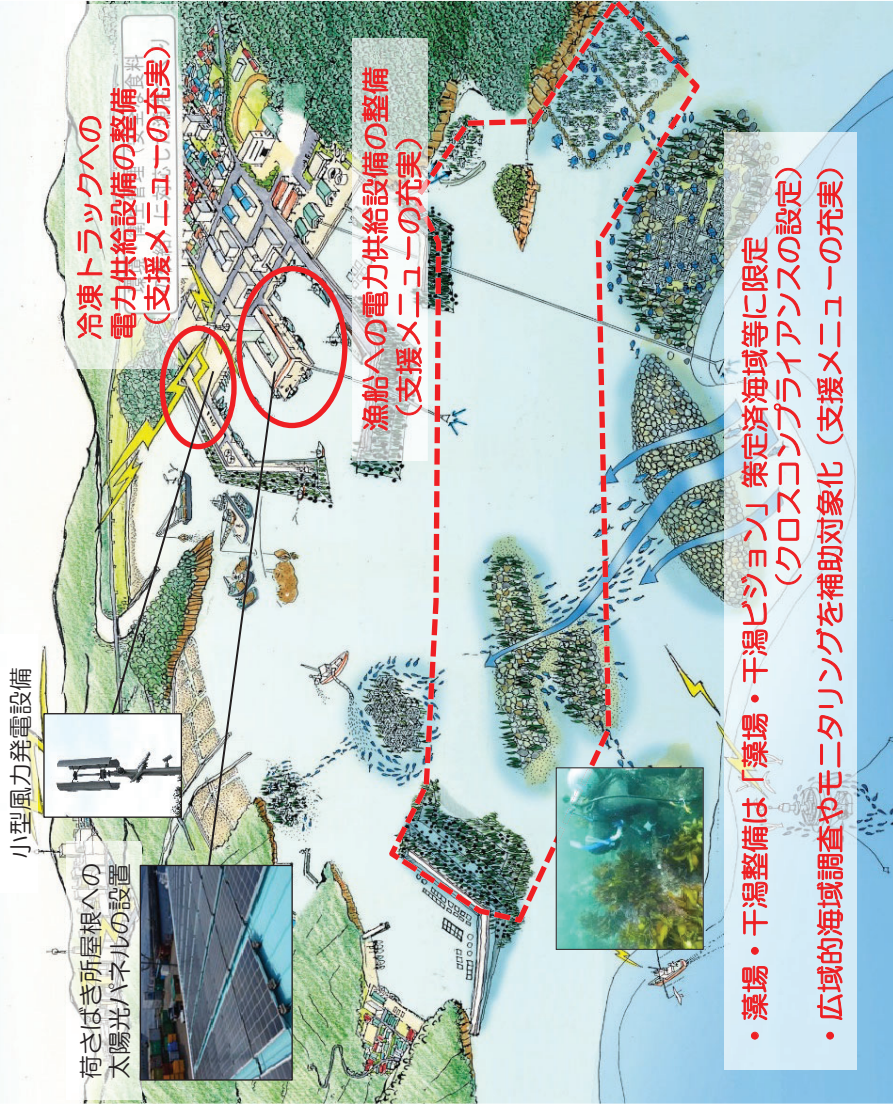 小型風力発電設備
荷さばき所屋根への
太陽光パネルの設置
冷凍トラックへの
電力供給設備の整備
（支援メニューの充実）
漁船への電力供給設備の整備
（支援メニューの充実）
・藻場・干潟整備は「藻場・干潟ビジョン」策定済海域等に限定
（クロスコンプライアンスの設定）
・広域的海域調査やモニタリングを補助対象化（支援メニューの充実）